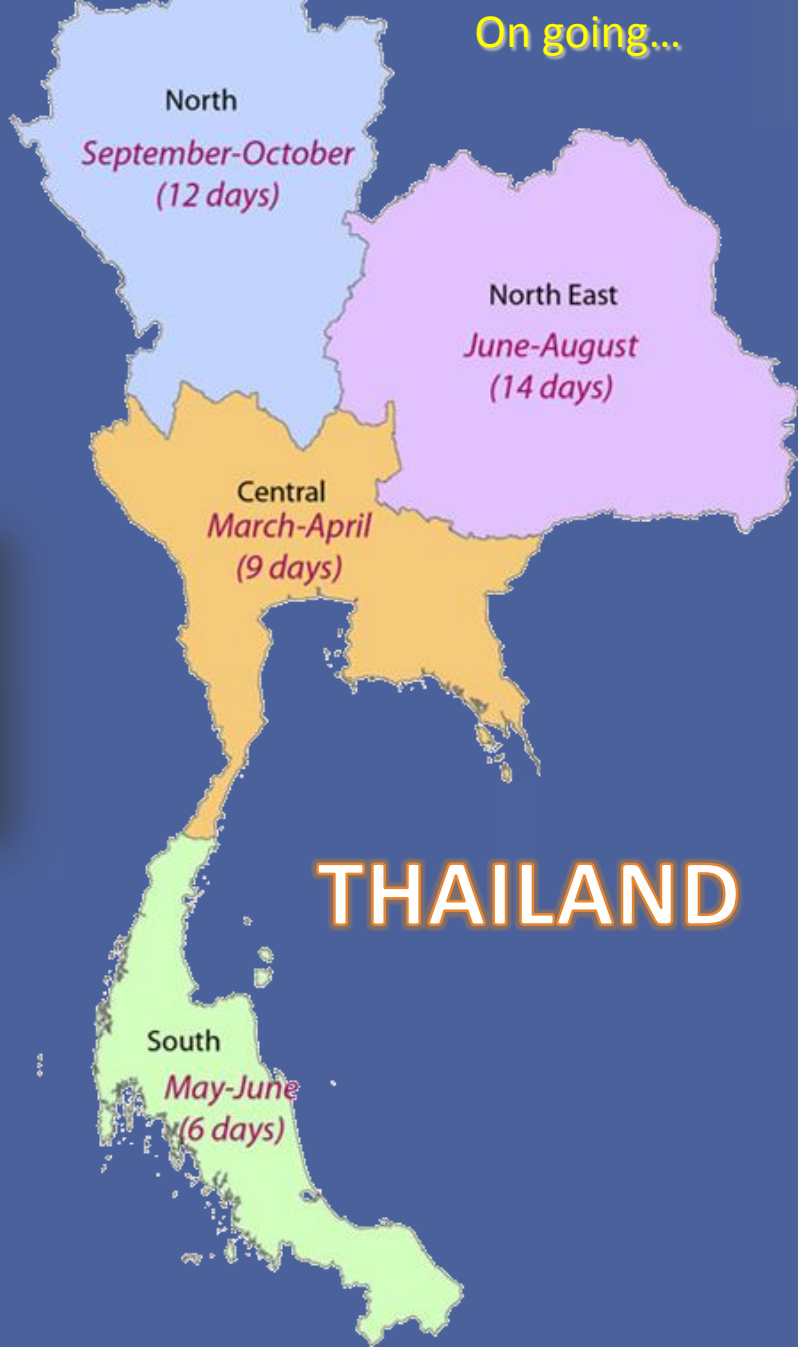 On going...
North
September-October
(12 days)
North East
June-August
(14 days)
Central
March-April
(9 days)
THAILAND
South
May-June
(6 days)